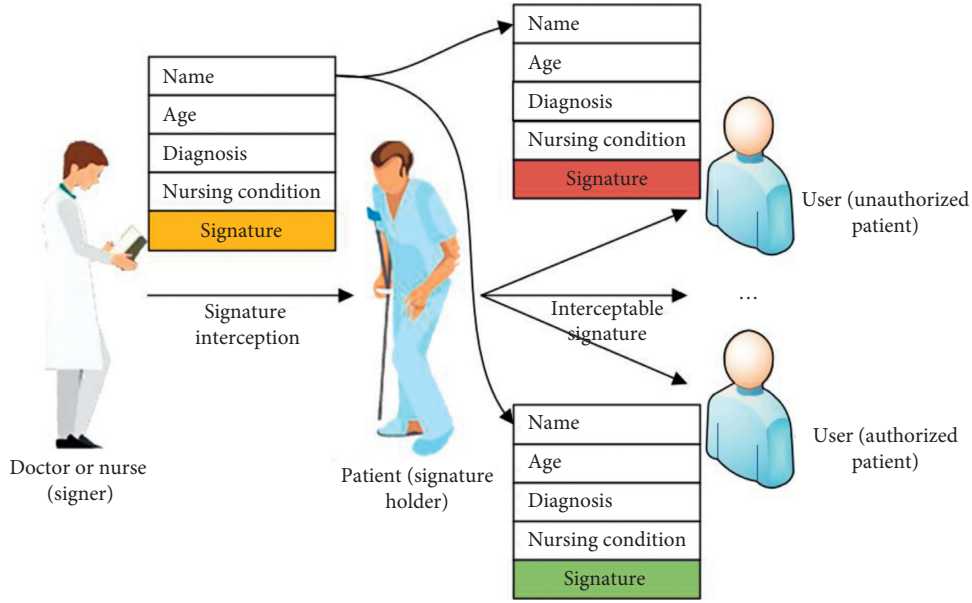 Name
Age
Diagnosis
Nursing condition
Signature
Name
Age
Diagnosis
Nursing condition
Signature
User (unauthorized
patient)
Signature
interception
Interceptable
signature
...
Doctor or nurse
(signer)
Patient (signature
holder)
Name
Age
Diagnosis
Nursing condition
Signature
User (authorized
patient)